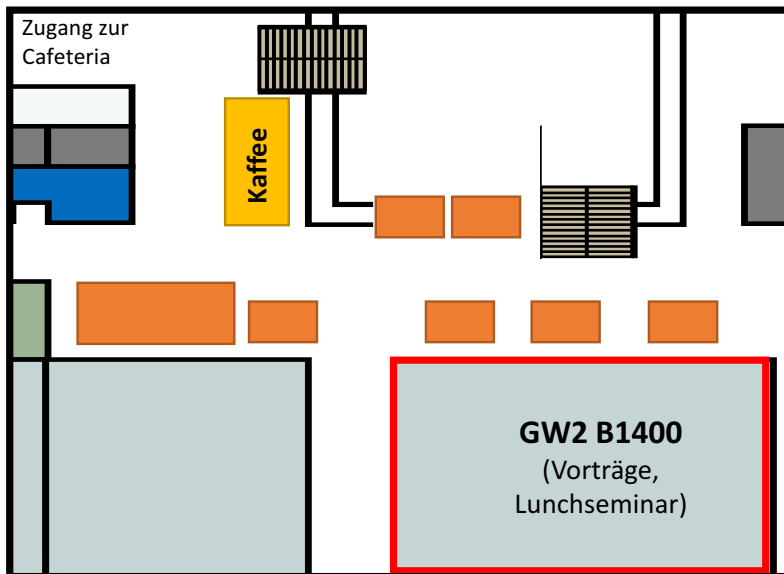 Zugang zur
Cafeteria
Kaffee
GW2 B1400
(Vorträge,
Lunchseminar)